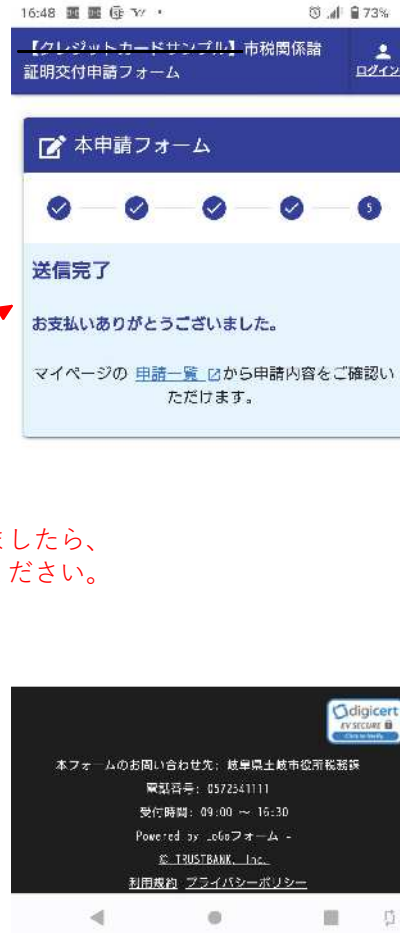 16:48
73%
【クレジットカードサンプル】市税関係諸
証明交付申請フォーム
ログイン
本申請フォーム
5
送信完了
お支払いありがとうございました。
マイページの 申請一覧 から申請内容をご確認い
ただけます。
ましたら、
ださい。
digicert
EV SECURE
Click to Verify
本フォームのお問い合わせ先: 岐阜県土岐市役所税務課
電話番号: 0572541111
受付時間: 09:00 ～ 16:30
Powered by LoGoフォーム -
© TRUSTBANK, Inc.
利用規約 プライバシーポリシー